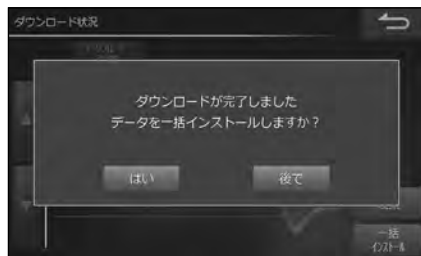 ダウンロード状況
ダウンロードが完了しました
データを一括インストールしますか？
はい
後で
一括
インストール